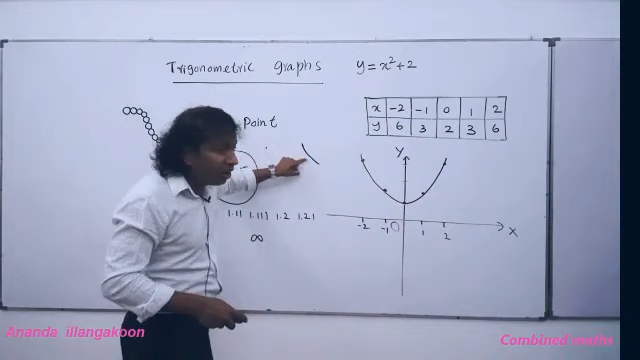 Trigonometric graphs
y = x² + 2
x -2 -1 0 1 2
y 6 3 2 3 6
Point
1.11 1.111 1.2 1.21
∞
y
-2 -1 0 1 2 x
Ananda illangakoon
Combined maths